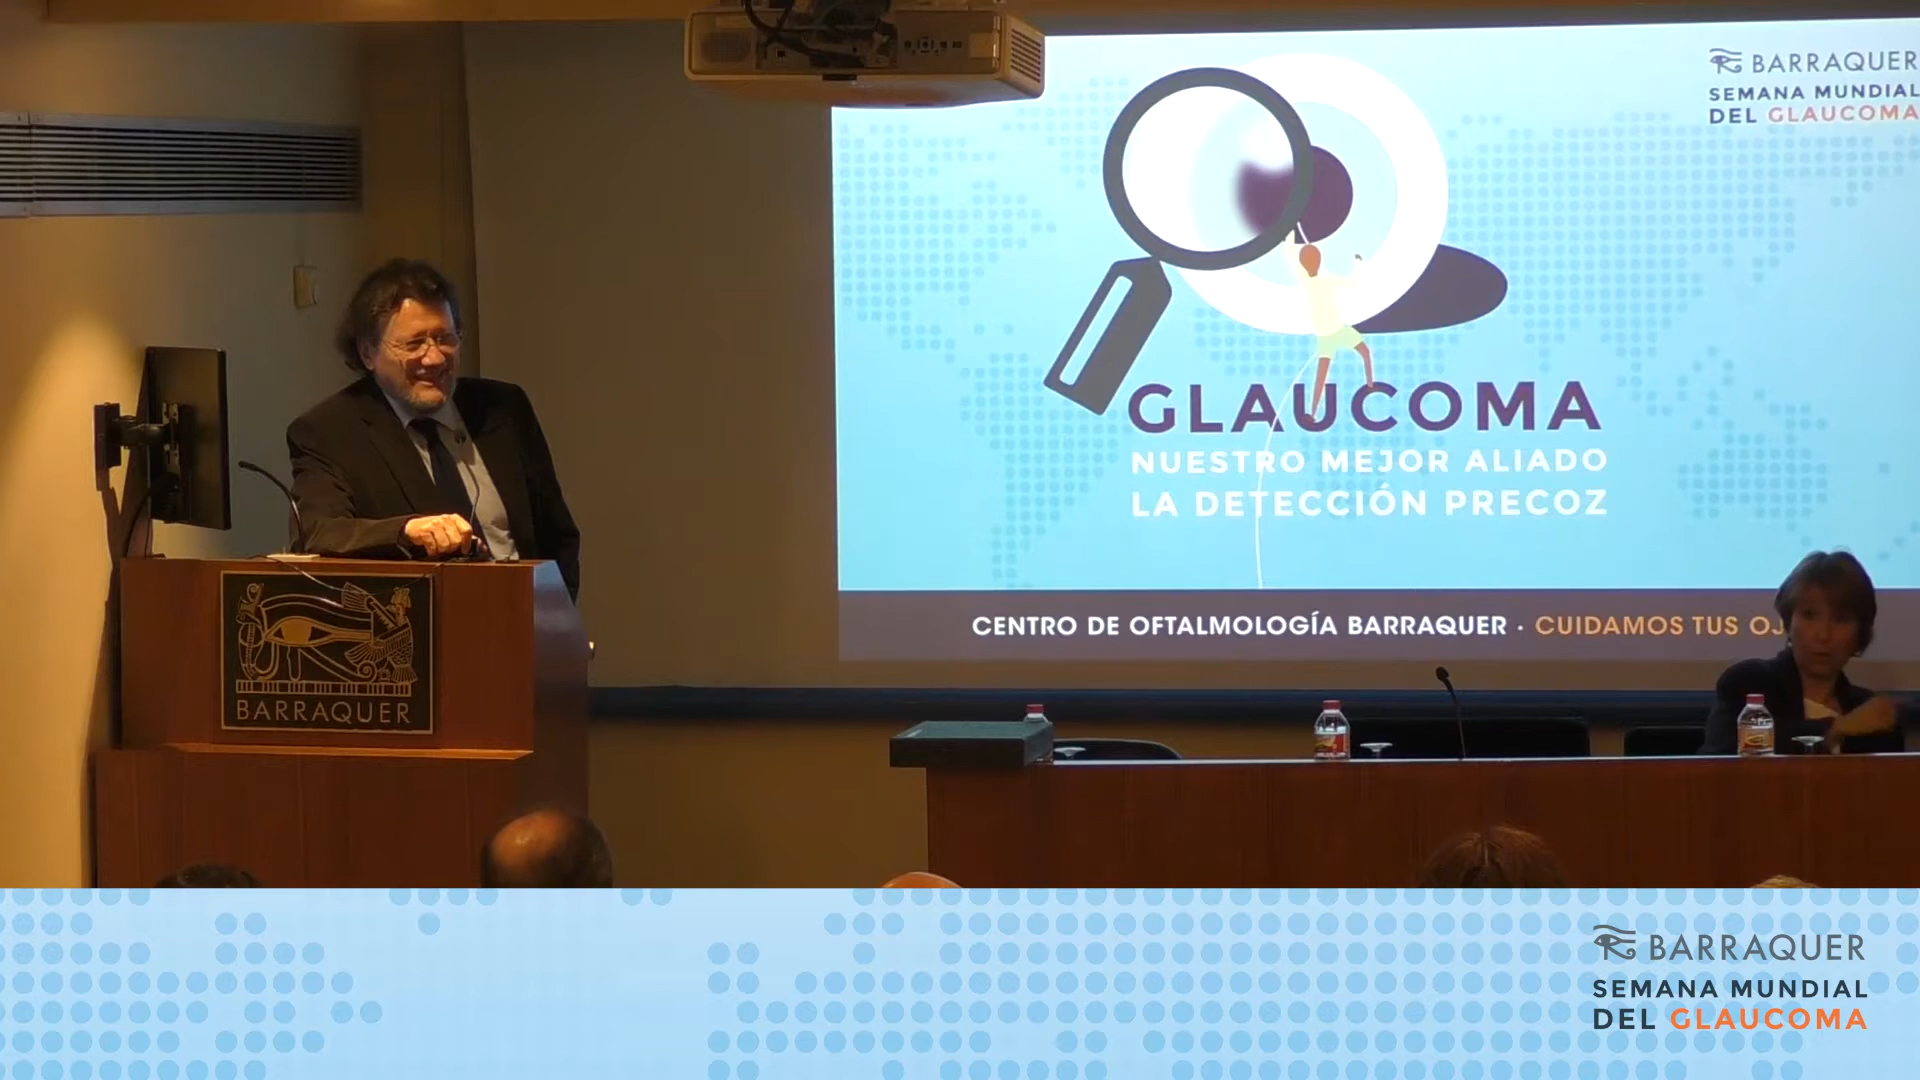 BARRAQUER
SEMANA MUNDIAL
DEL GLAUCOMA
GLAUCOMA
NUESTRO MEJOR ALIADO
LA DETECCIÓN PRECOZ
CENTRO DE OFTALMOLOGÍA BARRAQUER · CUIDAMOS TUS OJ
BARRAQUER
BARRAQUER
SEMANA MUNDIAL
DEL GLAUCOMA